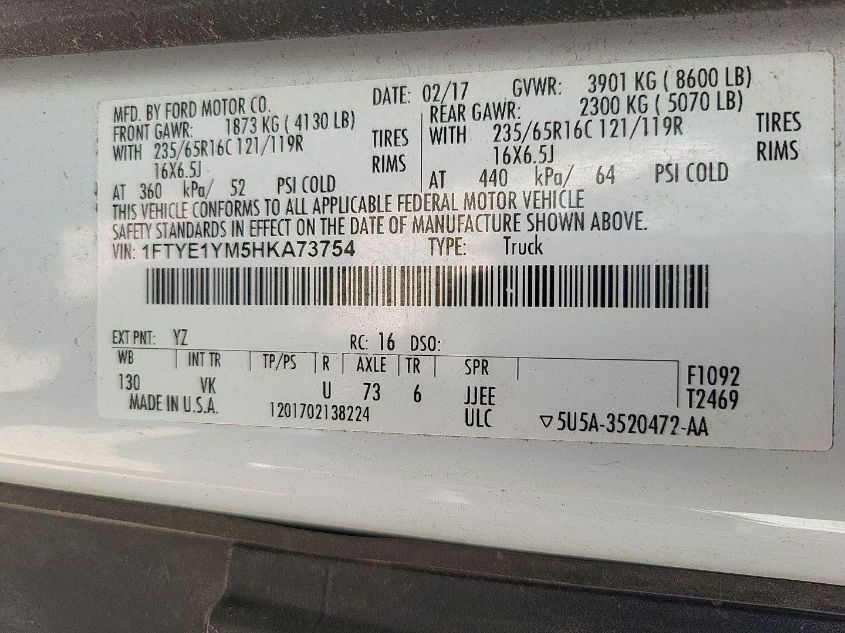 MFD. BY FORD MOTOR CO. DATE: 02/17 GVWR: 3901 KG ( 8600 LB)
FRONT GAWR: 1873 KG ( 4130 LB) REAR GAWR: 2300 KG ( 5070 LB)
WITH 235/65R16C 121/119R TIRES WITH 235/65R16C 121/119R TIRES
16X6.5J RIMS 16X6.5J RIMS
AT 360 kPa/ 52 PSI COLD AT 440 kPa/ 64 PSI COLD
THIS VEHICLE CONFORMS TO ALL APPLICABLE FEDERAL MOTOR VEHICLE
SAFETY STANDARDS IN EFFECT ON THE DATE OF MANUFACTURE SHOWN ABOVE.
VIN: 1FTYE1YM5HKA73754 TYPE: Truck
EXT PNT: YZ RC: 16 DSO:
WB INT TR TP/PS R AXLE TR SPR
130 VK U 73 6 JJEE F1092
MADE IN U.S.A. 1201702138224 ULC T2469
▽5U5A-3520472-AA